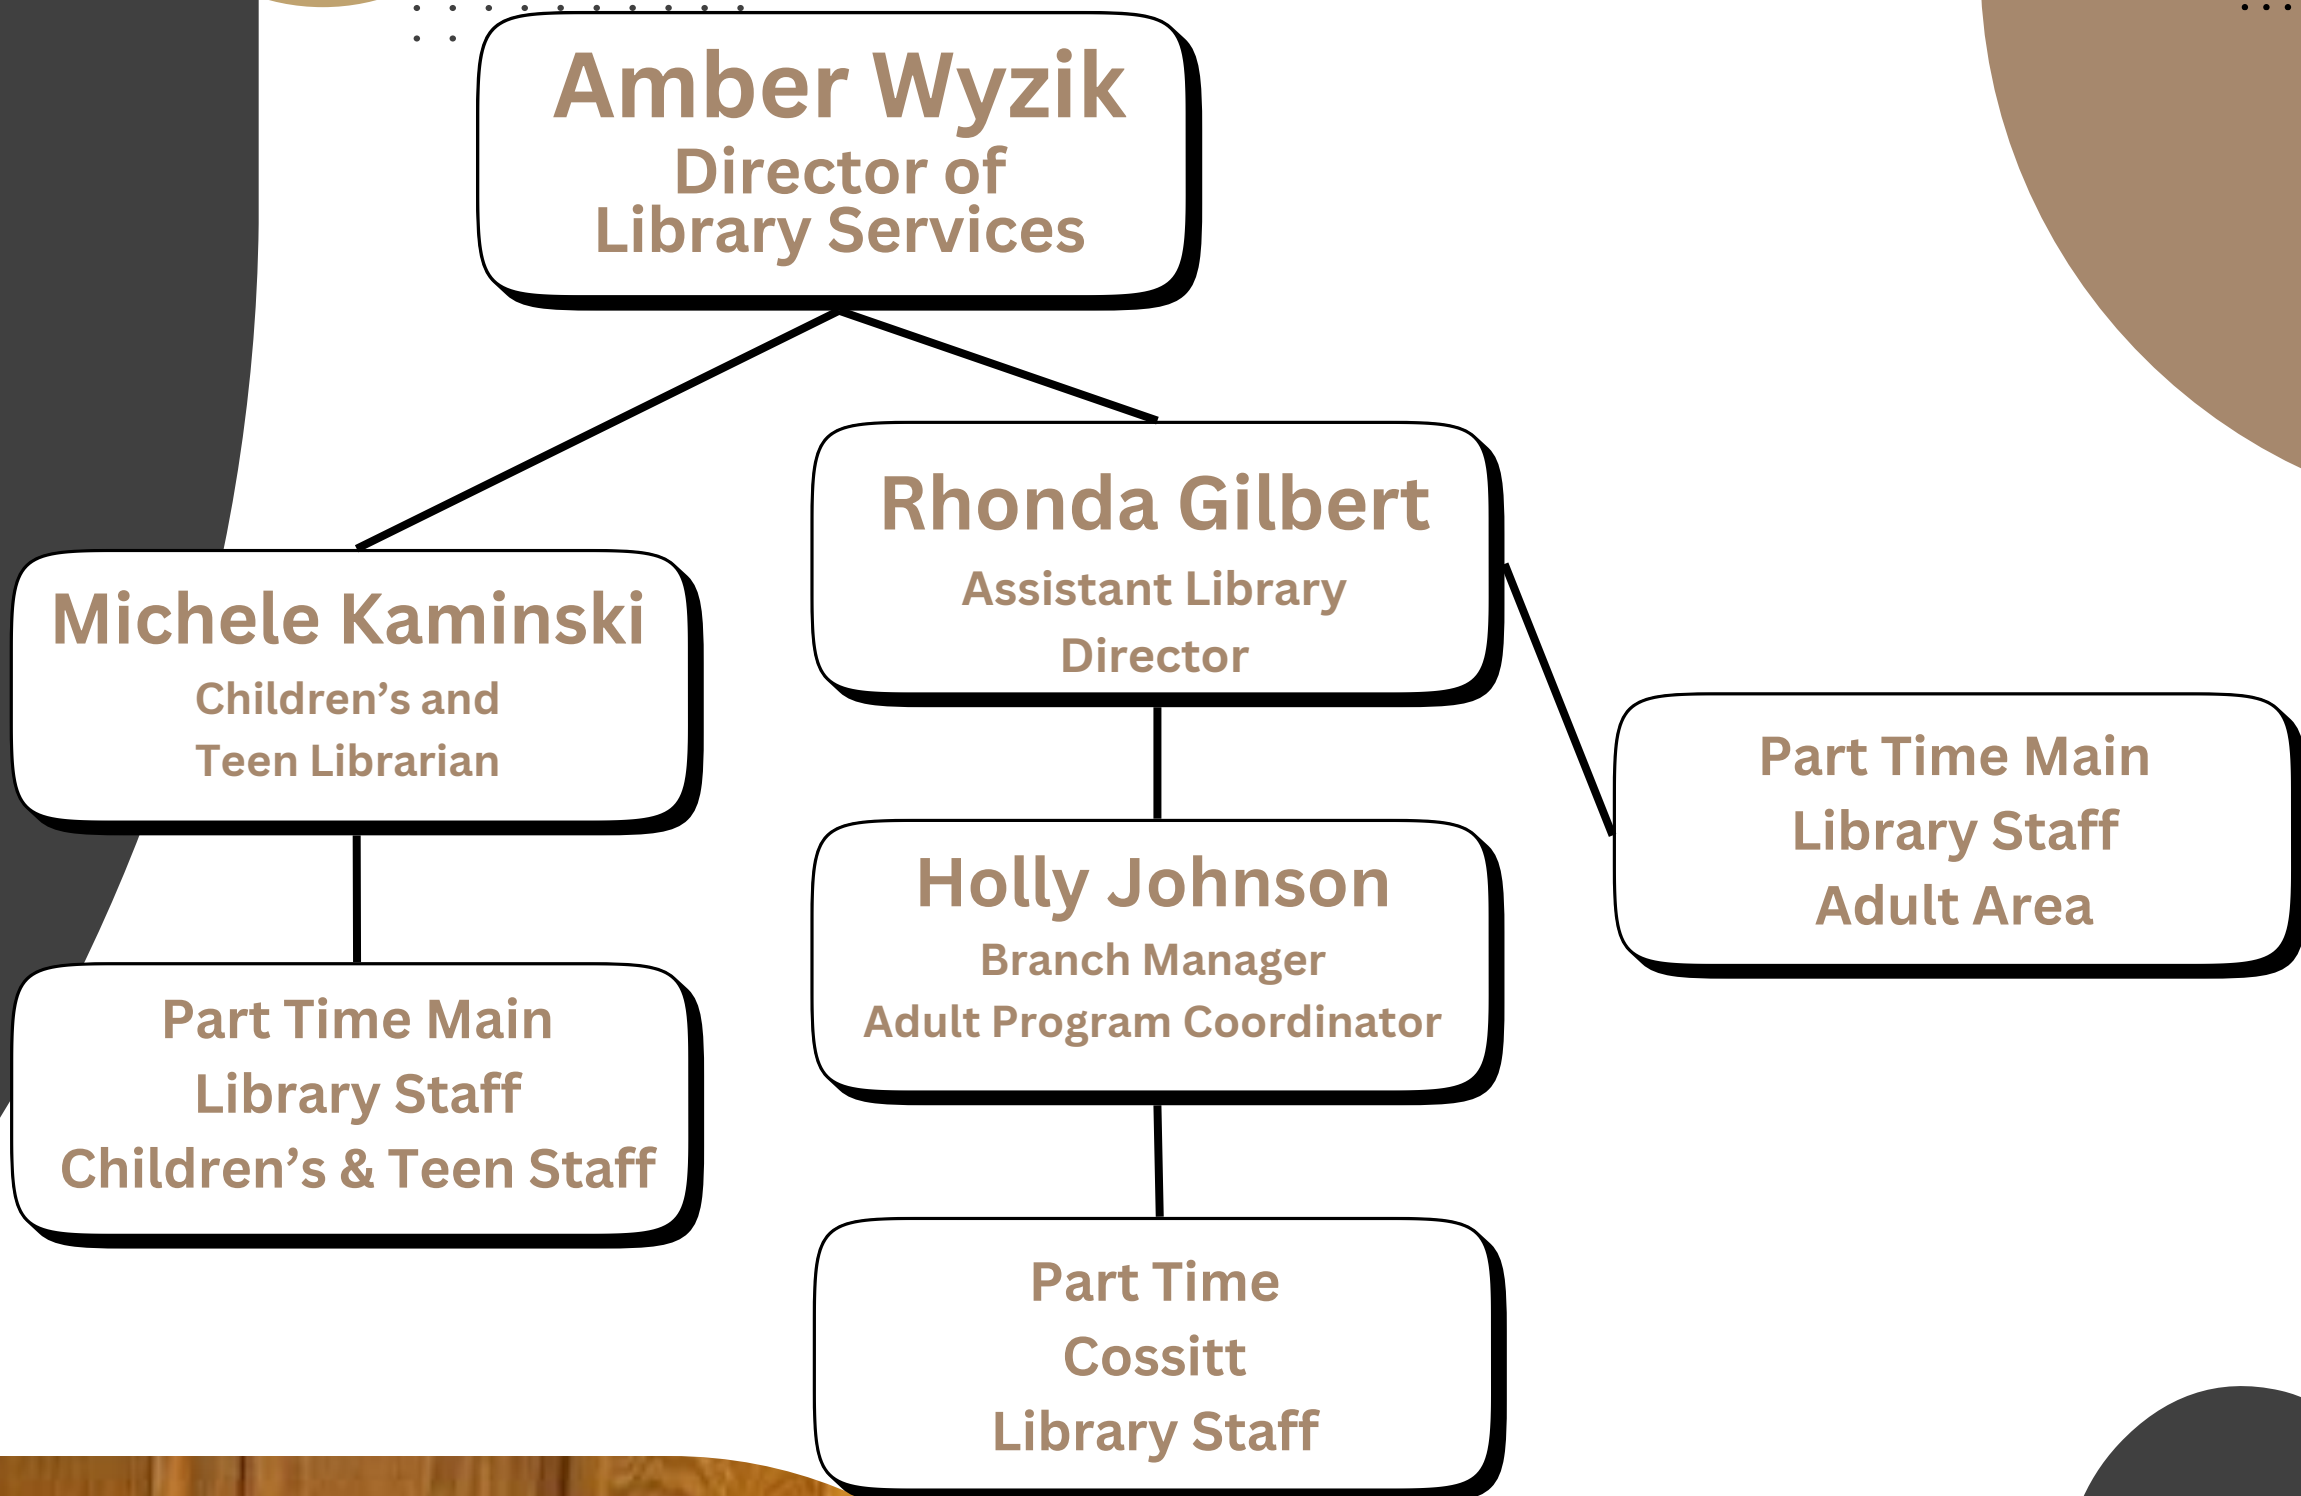 Amber Wyzik
Director of
Library Services
Rhonda Gilbert
Assistant Library
Director
Michele Kaminski
Children's and
Teen Librarian
Part Time Main
Library Staff
Adult Area
Holly Johnson
Branch Manager
Adult Program Coordinator
Part Time Main
Library Staff
Children's & Teen Staff
Part Time
Cossitt
Library Staff